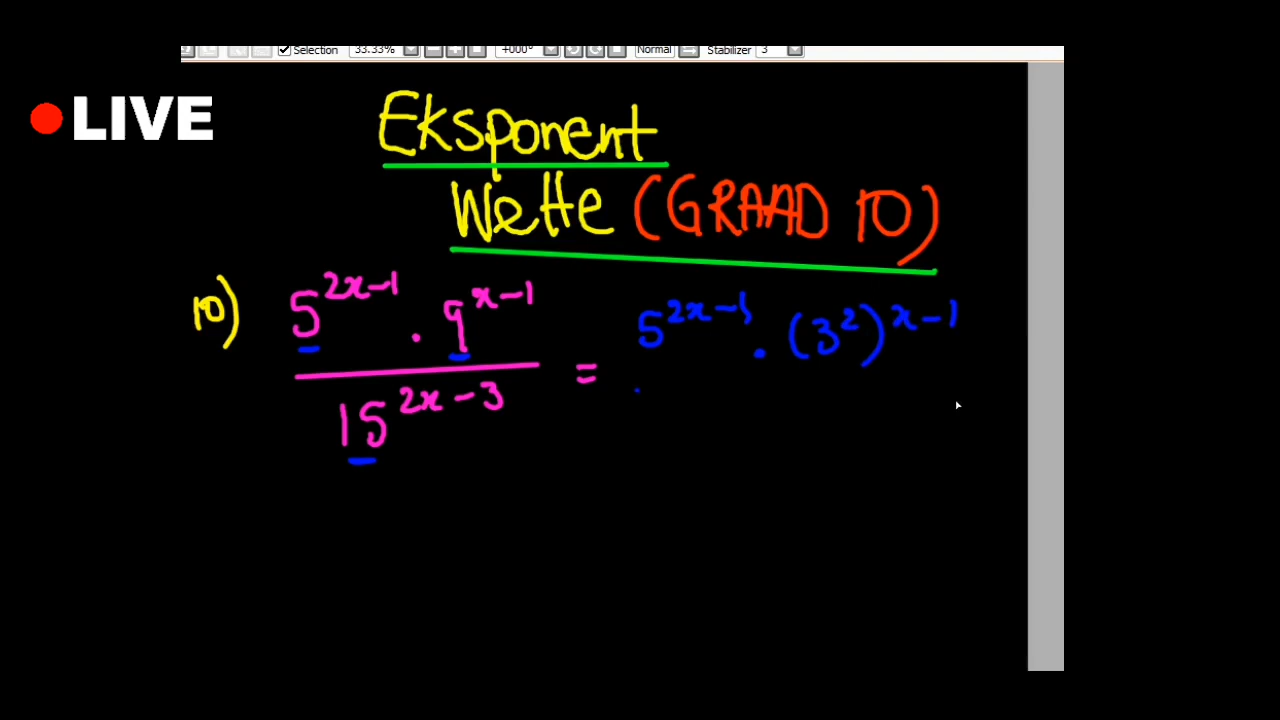 Selection 33.33% +000° Normal Stabilizer 3
LIVE
Eksponent
Wette (GRAAD 10)
10) 5^{2x-1} . 9^{x-1} = 5^{2x-1} . (3^2)^{x-1}
15^{2x-3}